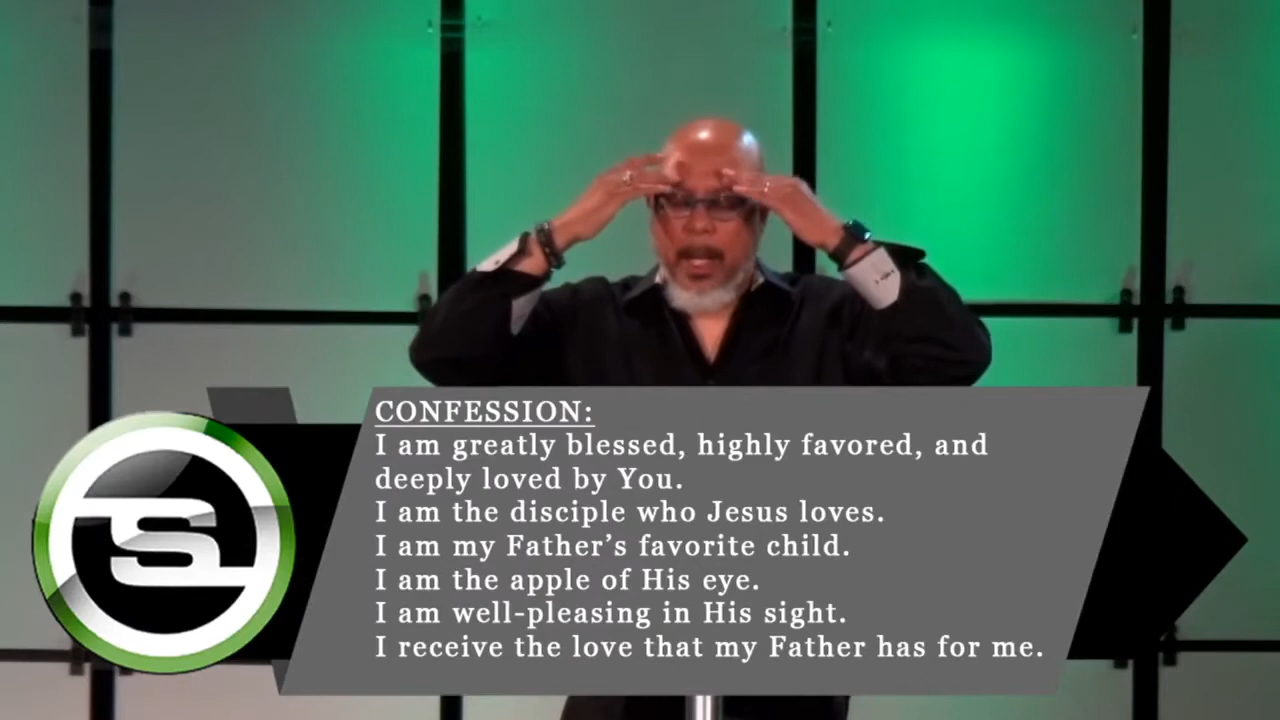 CONFESSION:
I am greatly blessed, highly favored, and
deeply loved by You.
I am the disciple who Jesus loves.
I am my Father's favorite child.
I am the apple of His eye.
I am well-pleasing in His sight.
I receive the love that my Father has for me.
S